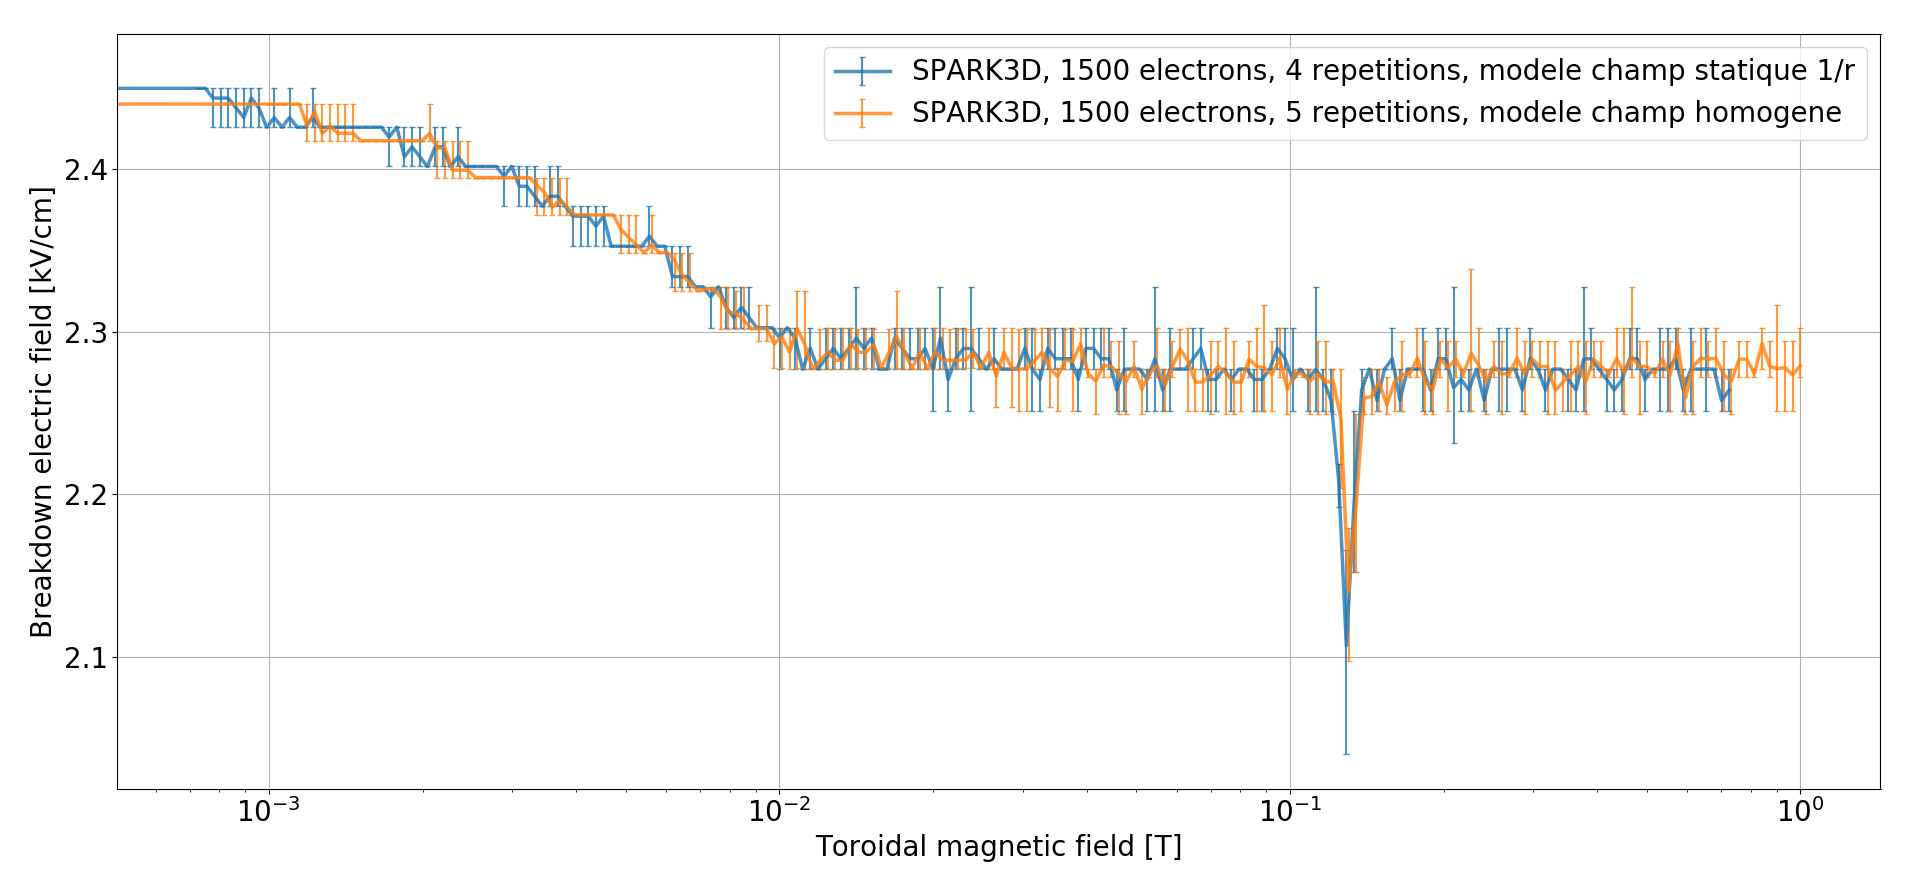 SPARK3D, 1500 electrons, 4 repetitions, modele champ statique 1/r
SPARK3D, 1500 electrons, 5 repetitions, modele champ homogene
Breakdown electric field [kV/cm]
2.4
2.3
2.2
2.1
10⁻³ 10⁻² 10⁻¹ 10⁰
Toroidal magnetic field [T]